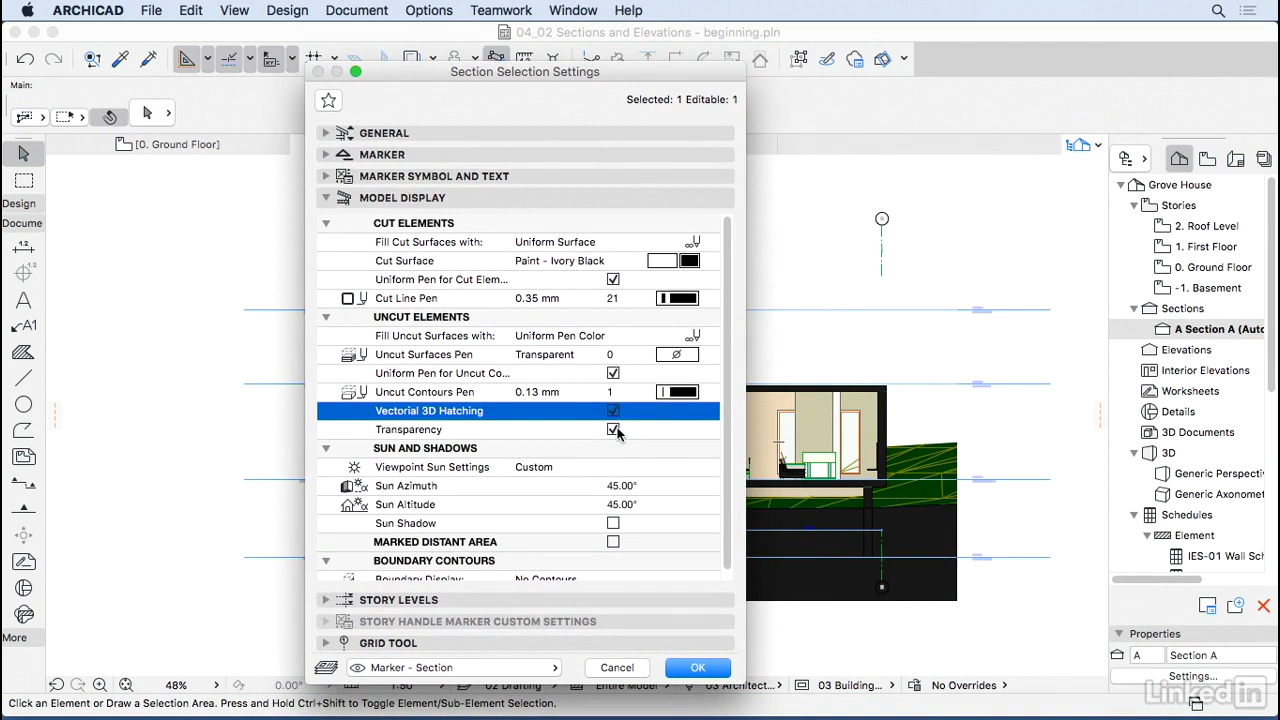 ARCHICAD File Edit View Design Document Options Teamwork Window Help
04_02 Sections and Elevations - beginning.pln
Section Selection Settings
Main:
Selected: 1 Editable: 1
[0. Ground Floor]
GENERAL
MARKER
MARKER SYMBOL AND TEXT
MODEL DISPLAY
CUT ELEMENTS
Fill Cut Surfaces with: Uniform Surface
Cut Surface Paint - Ivory Black
Uniform Pen for Cut Elem...
Cut Line Pen 0.35 mm 21
UNCUT ELEMENTS
Fill Uncut Surfaces with: Uniform Pen Color
Uncut Surfaces Pen Transparent 0
Uniform Pen for Uncut Co...
Uncut Contours Pen 0.13 mm 1
Vectorial 3D Hatching
Transparency
SUN AND SHADOWS
Viewpoint Sun Settings Custom
Sun Azimuth 45.00°
Sun Altitude 45.00°
Sun Shadow
MARKED DISTANT AREA
BOUNDARY CONTOURS
Boundary Display: No Contours
STORY LEVELS
STORY HANDLE MARKER CUSTOM SETTINGS
GRID TOOL
Marker - Section
Cancel
OK
Design
Docume
A
A1
More
Grove House
Stories
2. Roof Level
1. First Floor
0. Ground Floor
-1. Basement
Sections
A Section A (Auto
Elevations
Interior Elevations
Worksheets
Details
3D Documents
3D
Generic Perspecti
Generic Axonomet
Schedules
Element
IES-01 Wall Sch
Properties
A Section A
Settings...
48% 0.00° 1:50 02 Drafting Entire Model 03 Architect... 03 Building... No Overrides
Click an Element or Draw a Selection Area. Press and Hold Ctrl+Shift to Toggle Element/Sub-Element Selection.
LinkedIn